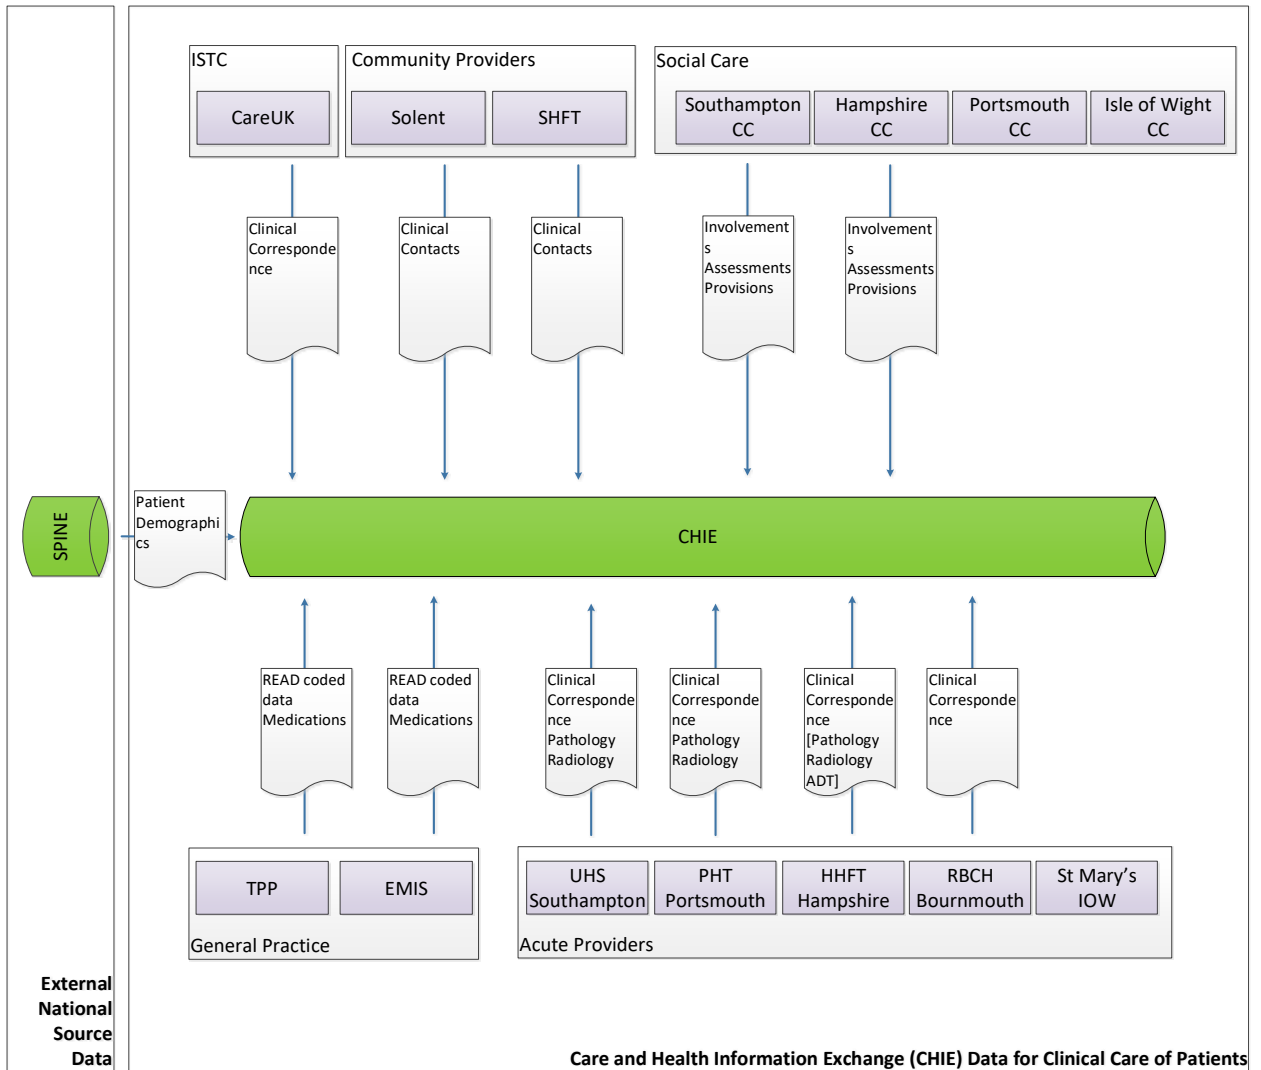 ISTC
CareUK
Community Providers
Solent
SHFT
Social Care
Southampton
CC
Hampshire
CC
Portsmouth
CC
Isle of Wight
CC
Clinical
Corresponde
nce
Clinical
Contacts
Clinical
Contacts
Involvement
s
Assessments
Provisions
Involvement
s
Assessments
Provisions
SPINE
Patient
Demographi
cs
CHIE
READ coded
data
Medications
READ coded
data
Medications
Clinical
Corresponde
nce
Pathology
Radiology
Clinical
Corresponde
nce
Pathology
Radiology
Clinical
Corresponde
nce
[Pathology
Radiology
ADT]
Clinical
Corresponde
nce
TPP
EMIS
General Practice
UHS
Southampton
PHT
Portsmouth
HHFT
Hampshire
RBCH
Bournmouth
St Mary’s
IOW
Acute Providers
External
National
Source
Data
Care and Health Information Exchange (CHIE) Data for Clinical Care of Patients